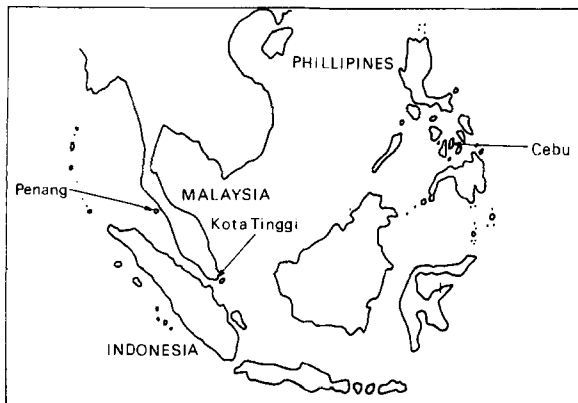 PHILLIPINES
Cebu
Penang
MALAYSIA
Kota Tinggi
INDONESIA